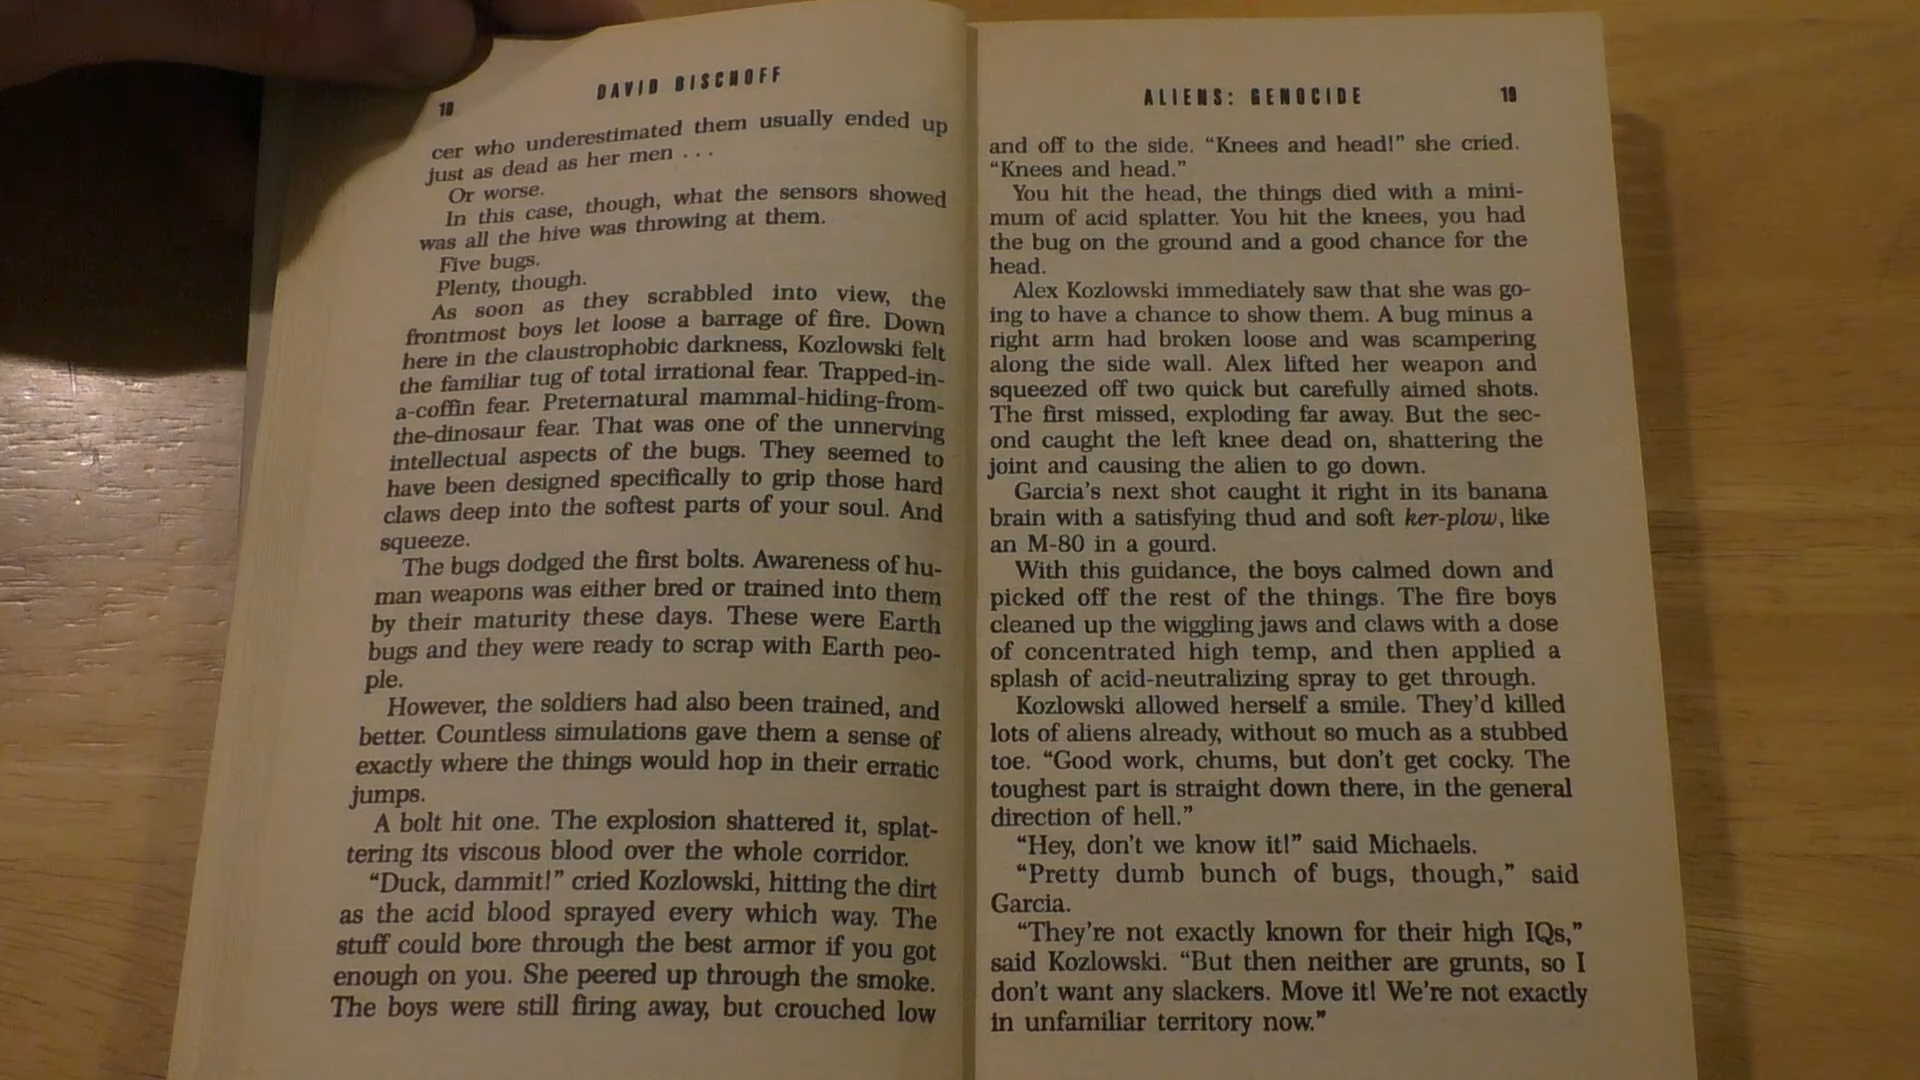 18
DAVID BISCHOFF
cer who underestimated them usually ended up
just as dead as her men . . .
Or worse.
In this case, though, what the sensors showed
was all the hive was throwing at them.
Five bugs.
Plenty, though.
As soon as they scrabbled into view, the
frontmost boys let loose a barrage of fire. Down
here in the claustrophobic darkness, Kozlowski felt
the familiar tug of total irrational fear. Trapped-in-
a-coffin fear. Preternatural mammal-hiding-from-
the-dinosaur fear. That was one of the unnerving
intellectual aspects of the bugs. They seemed to
have been designed specifically to grip those hard
claws deep into the softest parts of your soul. And
squeeze.
The bugs dodged the first bolts. Awareness of hu-
man weapons was either bred or trained into them
by their maturity these days. These were Earth
bugs and they were ready to scrap with Earth peo-
ple.
However, the soldiers had also been trained, and
better. Countless simulations gave them a sense of
exactly where the things would hop in their erratic
jumps.
A bolt hit one. The explosion shattered it, splat-
tering its viscous blood over the whole corridor.
“Duck, dammit!” cried Kozlowski, hitting the dirt
as the acid blood sprayed every which way. The
stuff could bore through the best armor if you got
enough on you. She peered up through the smoke.
The boys were still firing away, but crouched low
ALIENS: GENOCIDE
19
and off to the side. “Knees and head!” she cried.
“Knees and head.”
You hit the head, the things died with a mini-
mum of acid splatter. You hit the knees, you had
the bug on the ground and a good chance for the
head.
Alex Kozlowski immediately saw that she was go-
ing to have a chance to show them. A bug minus a
right arm had broken loose and was scampering
along the side wall. Alex lifted her weapon and
squeezed off two quick but carefully aimed shots.
The first missed, exploding far away. But the sec-
ond caught the left knee dead on, shattering the
joint and causing the alien to go down.
Garcia’s next shot caught it right in its banana
brain with a satisfying thud and soft ker-plow, like
an M-80 in a gourd.
With this guidance, the boys calmed down and
picked off the rest of the things. The fire boys
cleaned up the wiggling jaws and claws with a dose
of concentrated high temp, and then applied a
splash of acid-neutralizing spray to get through.
Kozlowski allowed herself a smile. They’d killed
lots of aliens already, without so much as a stubbed
toe. “Good work, chums, but don’t get cocky. The
toughest part is straight down there, in the general
direction of hell.”
“Hey, don’t we know it!” said Michaels.
“Pretty dumb bunch of bugs, though,” said
Garcia.
“They’re not exactly known for their high IQs,”
said Kozlowski. “But then neither are grunts, so I
don’t want any slackers. Move it! We’re not exactly
in unfamiliar territory now.”